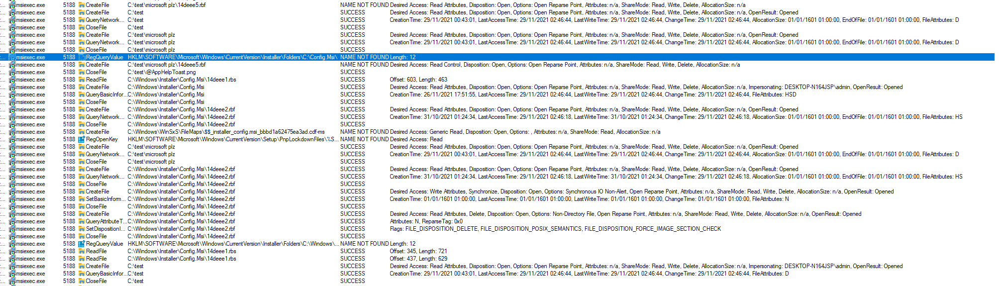 :... msiexec.exe 5188 CreateFile C:\test\microsoft plz\14deee5.rbf NAME NOT FOUND Desired Access: Read Attributes, Disposition: Open, Options: Open Reparse Point, Attributes: n/a, ShareMode: Read, Write, Delete, AllocationSize: n/a
:... msiexec.exe 5188 CreateFile C:\test SUCCESS Desired Access: Read Attributes, Disposition: Open, Options: Open Reparse Point, Attributes: n/a, ShareMode: Read, Write, Delete, AllocationSize: n/a, OpenResult: Opened
:... msiexec.exe 5188 QueryNetwork... C:\test SUCCESS CreationTime: 29/11/2021 00:43:01, LastAccessTime: 29/11/2021 02:46:44, LastWriteTime: 29/11/2021 02:46:44, ChangeTime: 29/11/2021 02:46:44, AllocationSize: 01/01/1601 01:00:00, EndOfFile: 01/01/1601 01:00:00, FileAttributes: D
:... msiexec.exe 5188 CloseFile C:\test SUCCESS
:... msiexec.exe 5188 CreateFile C:\test\microsoft plz SUCCESS Desired Access: Read Attributes, Disposition: Open, Options: Open Reparse Point, Attributes: n/a, ShareMode: Read, Write, Delete, AllocationSize: n/a, OpenResult: Opened
:... msiexec.exe 5188 QueryNetwork... C:\test\microsoft plz SUCCESS CreationTime: 29/11/2021 00:43:01, LastAccessTime: 29/11/2021 02:46:44, LastWriteTime: 29/11/2021 02:46:44, ChangeTime: 29/11/2021 02:46:44, AllocationSize: 01/01/1601 01:00:00, EndOfFile: 01/01/1601 01:00:00, FileAttributes: D
:... msiexec.exe 5188 CloseFile C:\test\microsoft plz SUCCESS
:... msiexec.exe 5188 RegQueryValue HKLM\SOFTWARE\Microsoft\Windows\CurrentVersion\Installer\Folders\C:\Config.Msi\ NAME NOT FOUND Length: 12
:... msiexec.exe 5188 CreateFile C:\test\microsoft plz\14deee5.rbf NAME NOT FOUND Desired Access: Read Control, Disposition: Open, Options: Open Reparse Point, Attributes: n/a, ShareMode: Read, Write, Delete, AllocationSize: n/a
:... msiexec.exe 5188 CloseFile C:\test\@AppHelpToast.png SUCCESS
:... msiexec.exe 5188 ReadFile C:\Windows\Installer\Config.Msi\14deee1.rbs SUCCESS Offset: 603, Length: 463
:... msiexec.exe 5188 CreateFile C:\Windows\Installer\Config.Msi SUCCESS Desired Access: Read Attributes, Disposition: Open, Options: Open Reparse Point, Attributes: n/a, ShareMode: Read, Write, Delete, AllocationSize: n/a, Impersonating: DESKTOP-N164JSP\admin, OpenResult: Opened
:... msiexec.exe 5188 QueryBasicInfor... C:\Windows\Installer\Config.Msi SUCCESS CreationTime: 26/11/2021 17:51:55, LastAccessTime: 29/11/2021 02:46:44, LastWriteTime: 29/11/2021 02:46:44, ChangeTime: 29/11/2021 02:46:44, FileAttributes: HSD
:... msiexec.exe 5188 CloseFile C:\Windows\Installer\Config.Msi SUCCESS
:... msiexec.exe 5188 CreateFile C:\Windows\Installer\Config.Msi\14deee2.rbf SUCCESS Desired Access: Read Attributes, Disposition: Open, Options: Open Reparse Point, Attributes: n/a, ShareMode: Read, Write, Delete, AllocationSize: n/a, OpenResult: Opened
:... msiexec.exe 5188 QueryNetwork... C:\Windows\Installer\Config.Msi\14deee2.rbf SUCCESS CreationTime: 31/10/2021 01:24:34, LastAccessTime: 29/11/2021 02:46:18, LastWriteTime: 31/10/2021 01:24:34, ChangeTime: 29/11/2021 02:46:18, AllocationSize: 01/01/1601 01:00:00, EndOfFile: 01/01/1601 01:00:00, FileAttributes: HS
:... msiexec.exe 5188 CloseFile C:\Windows\Installer\Config.Msi\14deee2.rbf SUCCESS
:... msiexec.exe 5188 CreateFile C:\Windows\WinSxS\FileMaps\$$_installer_config.msi_bbbd1a62475ea3ad.cdf-ms NAME NOT FOUND Desired Access: Generic Read, Disposition: Open, Options: , Attributes: n/a, ShareMode: Read, AllocationSize: n/a
:... msiexec.exe 5188 RegOpenKey HKLM\SOFTWARE\Microsoft\Windows\CurrentVersion\Setup\PnpLockdownFiles\%S... NAME NOT FOUND Desired Access: Read
:... msiexec.exe 5188 CreateFile C:\test\microsoft plz SUCCESS Desired Access: Read Attributes, Disposition: Open, Options: Open Reparse Point, Attributes: n/a, ShareMode: Read, Write, Delete, AllocationSize: n/a, OpenResult: Opened
:... msiexec.exe 5188 QueryNetwork... C:\test\microsoft plz SUCCESS CreationTime: 29/11/2021 00:43:01, LastAccessTime: 29/11/2021 02:46:44, LastWriteTime: 29/11/2021 02:46:44, ChangeTime: 29/11/2021 02:46:44, AllocationSize: 01/01/1601 01:00:00, EndOfFile: 01/01/1601 01:00:00, FileAttributes: D
:... msiexec.exe 5188 CloseFile C:\test\microsoft plz SUCCESS
:... msiexec.exe 5188 CreateFile C:\Windows\Installer\Config.Msi\14deee2.rbf SUCCESS Desired Access: Read Attributes, Disposition: Open, Options: Open Reparse Point, Attributes: n/a, ShareMode: Read, Write, Delete, AllocationSize: n/a, OpenResult: Opened
:... msiexec.exe 5188 QueryNetwork... C:\Windows\Installer\Config.Msi\14deee2.rbf SUCCESS CreationTime: 31/10/2021 01:24:34, LastAccessTime: 29/11/2021 02:46:18, LastWriteTime: 31/10/2021 01:24:34, ChangeTime: 29/11/2021 02:46:18, AllocationSize: 01/01/1601 01:00:00, EndOfFile: 01/01/1601 01:00:00, FileAttributes: HS
:... msiexec.exe 5188 CloseFile C:\Windows\Installer\Config.Msi\14deee2.rbf SUCCESS
:... msiexec.exe 5188 CreateFile C:\Windows\Installer\Config.Msi\14deee2.rbf SUCCESS Desired Access: Write Attributes, Synchronize, Disposition: Open, Options: Synchronous IO Non-Alert, Open Reparse Point, Attributes: n/a, ShareMode: Read, Write, Delete, AllocationSize: n/a, OpenResult: Opened
:... msiexec.exe 5188 SetBasicInform... C:\Windows\Installer\Config.Msi\14deee2.rbf SUCCESS CreationTime: 01/01/1601 01:00:00, LastAccessTime: 01/01/1601 01:00:00, LastWriteTime: 01/01/1601 01:00:00, ChangeTime: 01/01/1601 01:00:00, FileAttributes: N
:... msiexec.exe 5188 CloseFile C:\Windows\Installer\Config.Msi\14deee2.rbf SUCCESS
:... msiexec.exe 5188 CreateFile C:\Windows\Installer\Config.Msi\14deee2.rbf SUCCESS Desired Access: Read Attributes, Delete, Disposition: Open, Options: Non-Directory File, Open Reparse Point, Attributes: n/a, ShareMode: Read, Write, Delete, AllocationSize: n/a, OpenResult: Opened
:... msiexec.exe 5188 QueryAttributeT... C:\Windows\Installer\Config.Msi\14deee2.rbf SUCCESS Attributes: N, ReparseTag: 0x0
:... msiexec.exe 5188 SetDispositionI... C:\Windows\Installer\Config.Msi\14deee2.rbf SUCCESS Flags: FILE_DISPOSITION_DELETE, FILE_DISPOSITION_POSIX_SEMANTICS, FILE_DISPOSITION_FORCE_IMAGE_SECTION_CHECK
:... msiexec.exe 5188 CloseFile C:\Windows\Installer\Config.Msi\14deee2.rbf SUCCESS
:... msiexec.exe 5188 RegQueryValue HKLM\SOFTWARE\Microsoft\Windows\CurrentVersion\Installer\Folders\C:\Windows\... NAME NOT FOUND Length: 12
:... msiexec.exe 5188 ReadFile C:\Windows\Installer\Config.Msi\14deee1.rbs SUCCESS Offset: 345, Length: 721
:... msiexec.exe 5188 ReadFile C:\Windows\Installer\Config.Msi\14deee1.rbs SUCCESS Offset: 437, Length: 629
:... msiexec.exe 5188 CreateFile C:\test SUCCESS Desired Access: Read Attributes, Disposition: Open, Options: Open Reparse Point, Attributes: n/a, ShareMode: Read, Write, Delete, AllocationSize: n/a, Impersonating: DESKTOP-N164JSP\admin, OpenResult: Opened
:... msiexec.exe 5188 QueryBasicInfor... C:\test SUCCESS CreationTime: 29/11/2021 00:43:01, LastAccessTime: 29/11/2021 02:46:44, LastWriteTime: 29/11/2021 02:46:44, ChangeTime: 29/11/2021 02:46:44, FileAttributes: D
:... msiexec.exe 5188 CloseFile C:\test SUCCESS